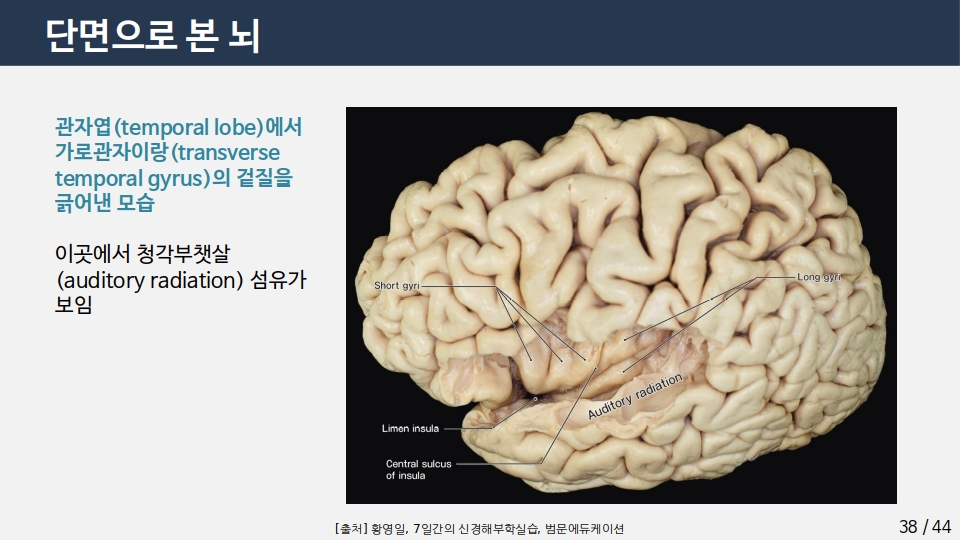 단면으로 본 뇌
관자엽(temporal lobe)에서
가로관자이랑(transverse
temporal gyrus)의 겉질을
긁어낸 모습
이곳에서 청각부챗살
(auditory radiation) 섬유가
보임
Short gyri
Long gyri
Auditory radiation
Limen insula
Central sulcus
of insula
[출처] 황영일, 7일간의 신경해부학실습, 범문에듀케이션
38 / 44